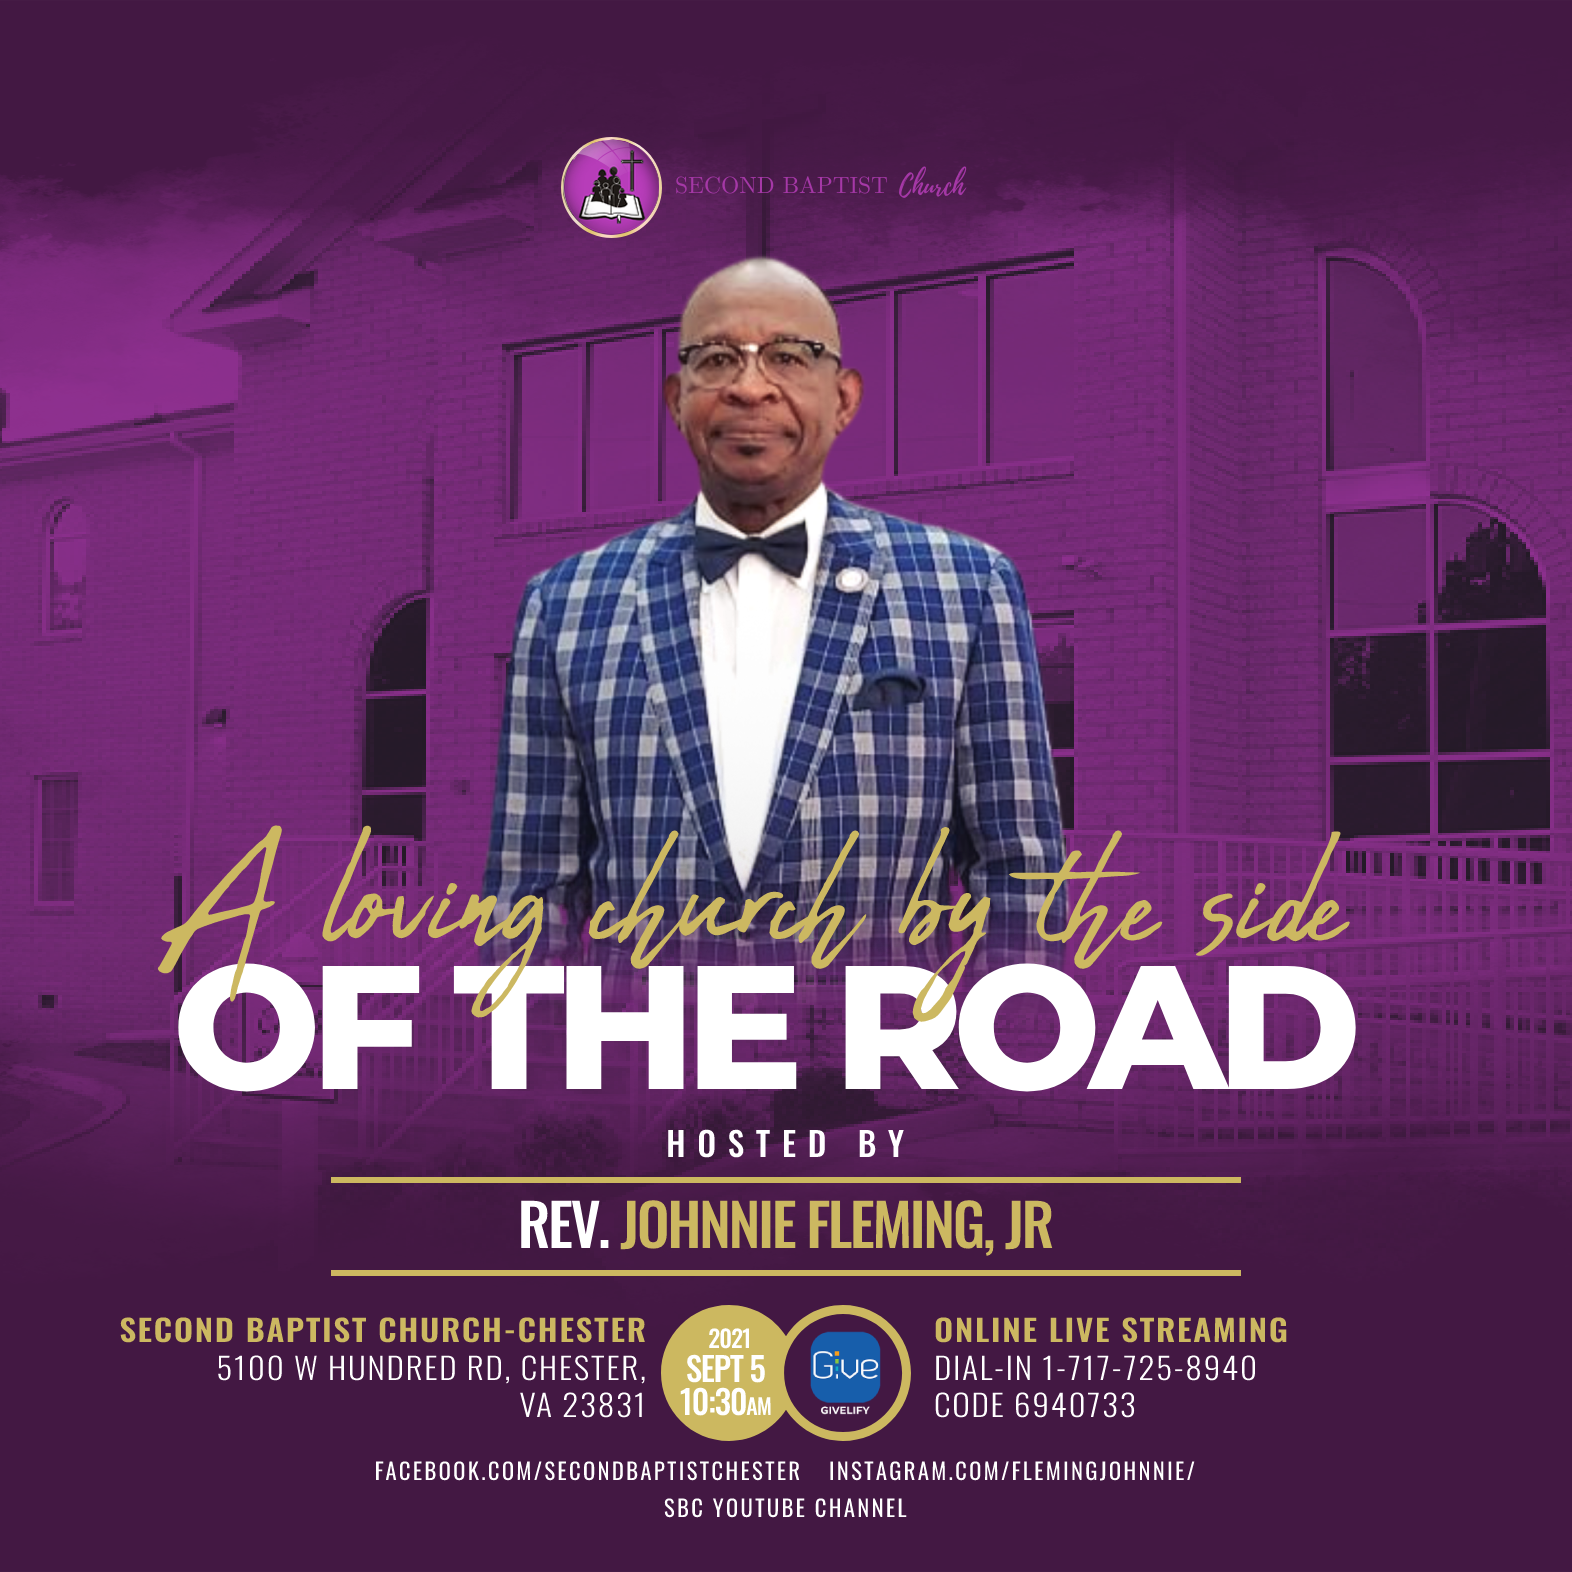 SECOND BAPTIST Church
A loving church by the side
OF THE ROAD
HOSTED BY
REV. JOHNNIE FLEMING, JR
SECOND BAPTIST CHURCH-CHESTER
5100 W HUNDRED RD, CHESTER,
VA 23831
2021
SEPT 5
10:30AM
Give
GIVELIFY
ONLINE LIVE STREAMING
DIAL-IN 1-717-725-8940
CODE 6940733
FACEBOOK.COM/SECONDBAPTISTCHESTER INSTAGRAM.COM/FLEMINGJOHNNIE/
SBC YOUTUBE CHANNEL